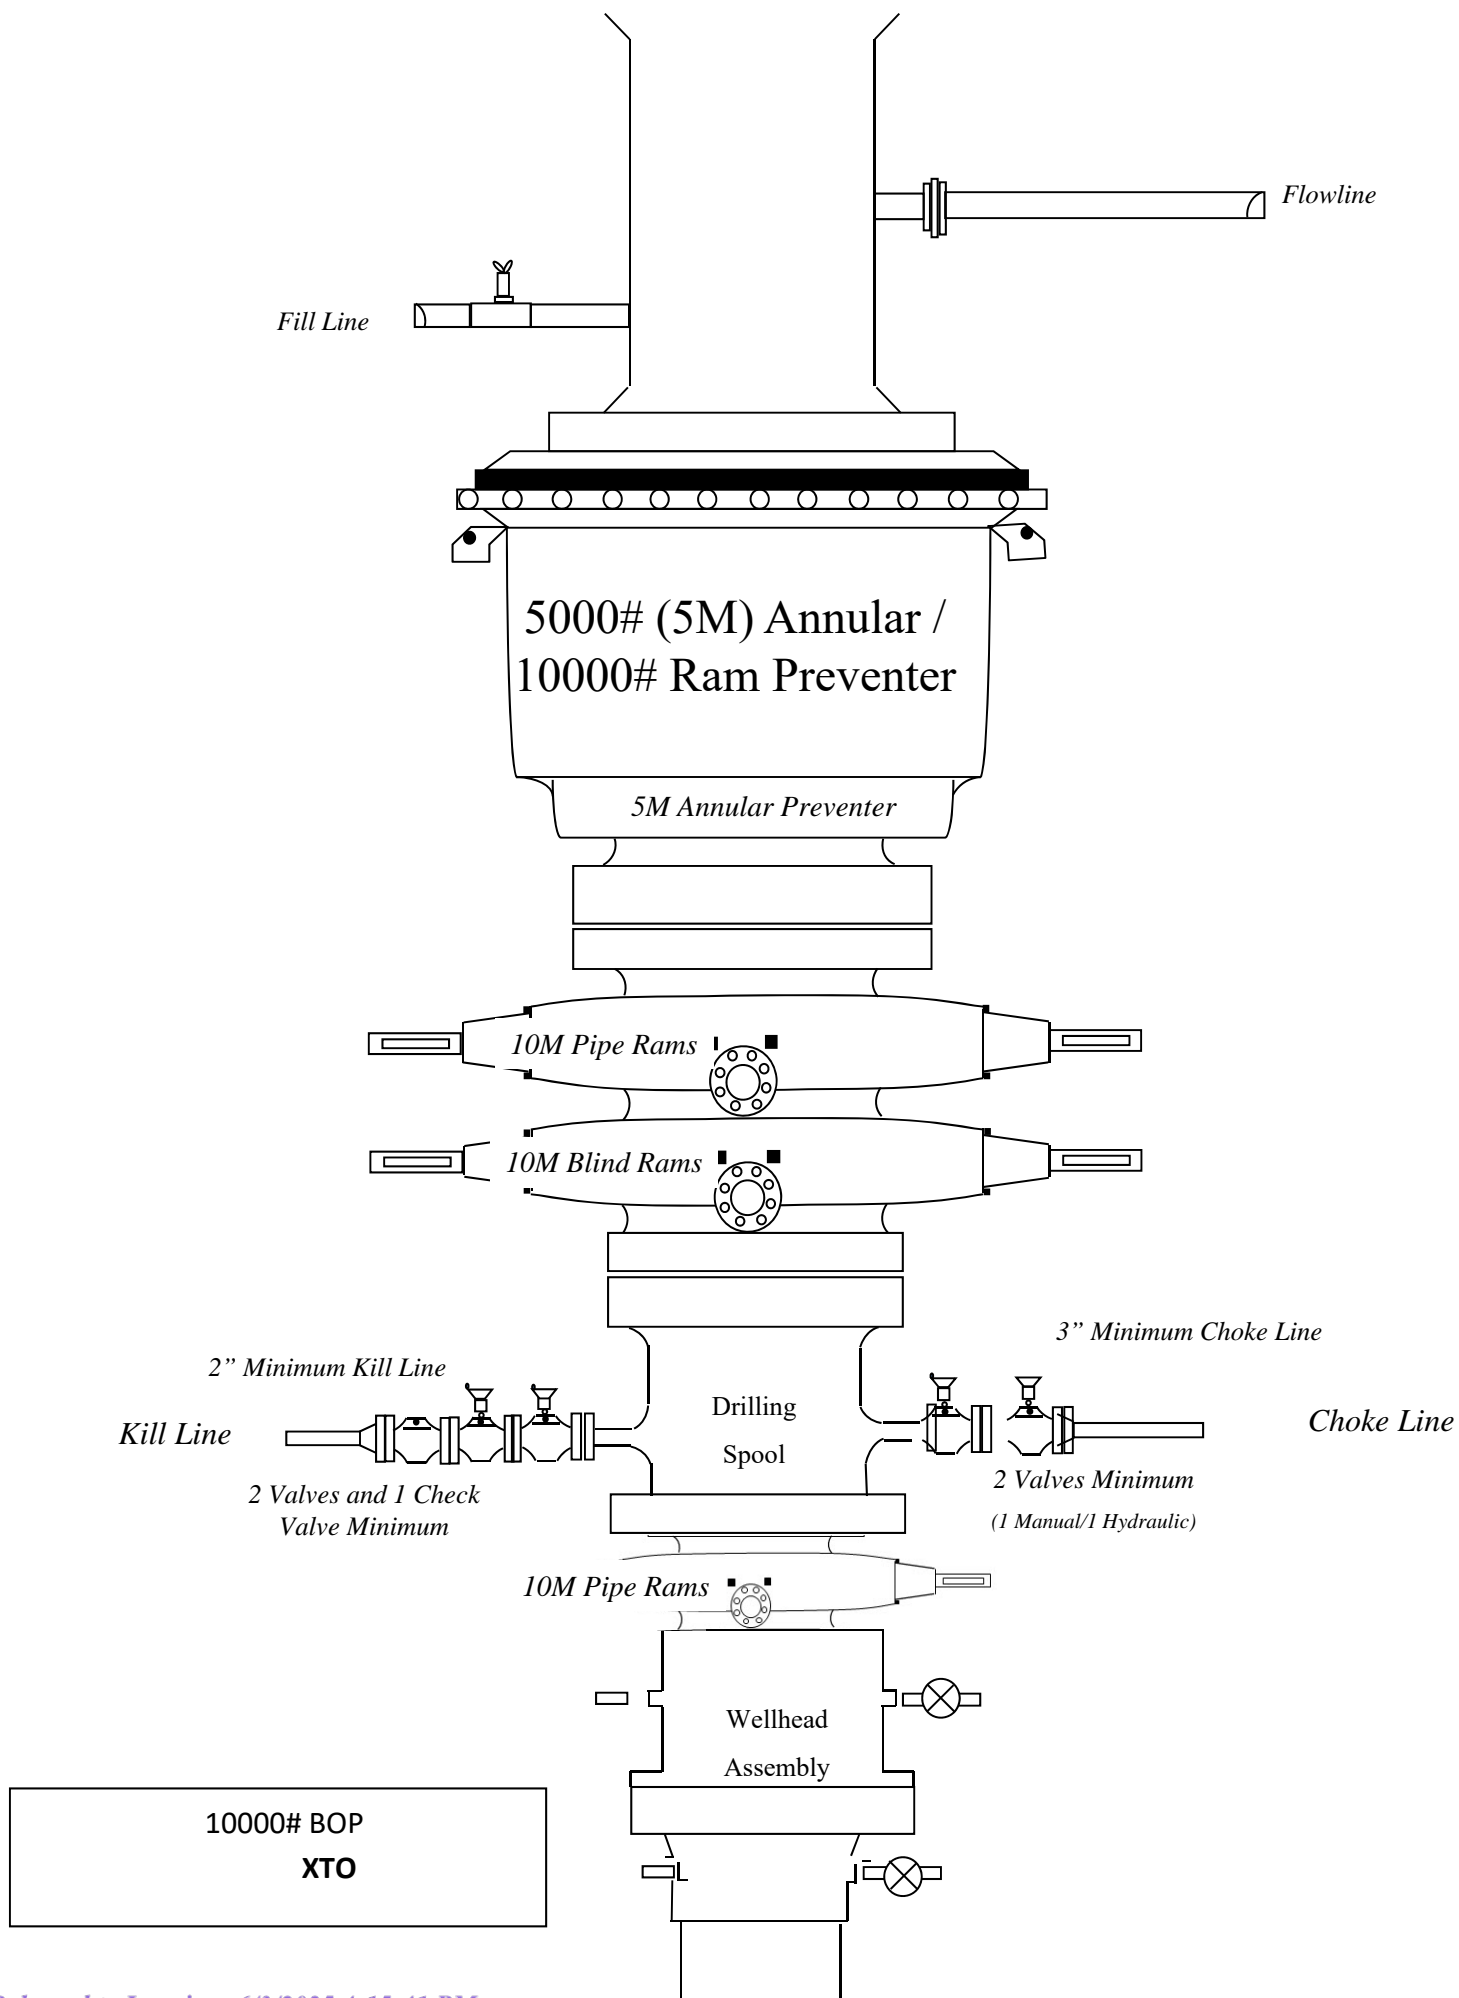 Flowline
Fill Line
5000# (5M) Annular /
10000# Ram Preventer
5M Annular Preventer
10M Pipe Rams
10M Blind Rams
3” Minimum Choke Line
2” Minimum Kill Line
Drilling
Spool
Kill Line
Choke Line
2 Valves and 1 Check
Valve Minimum
2 Valves Minimum
(1 Manual/1 Hydraulic)
10M Pipe Rams
Wellhead
Assembly
10000# BOP
XTO